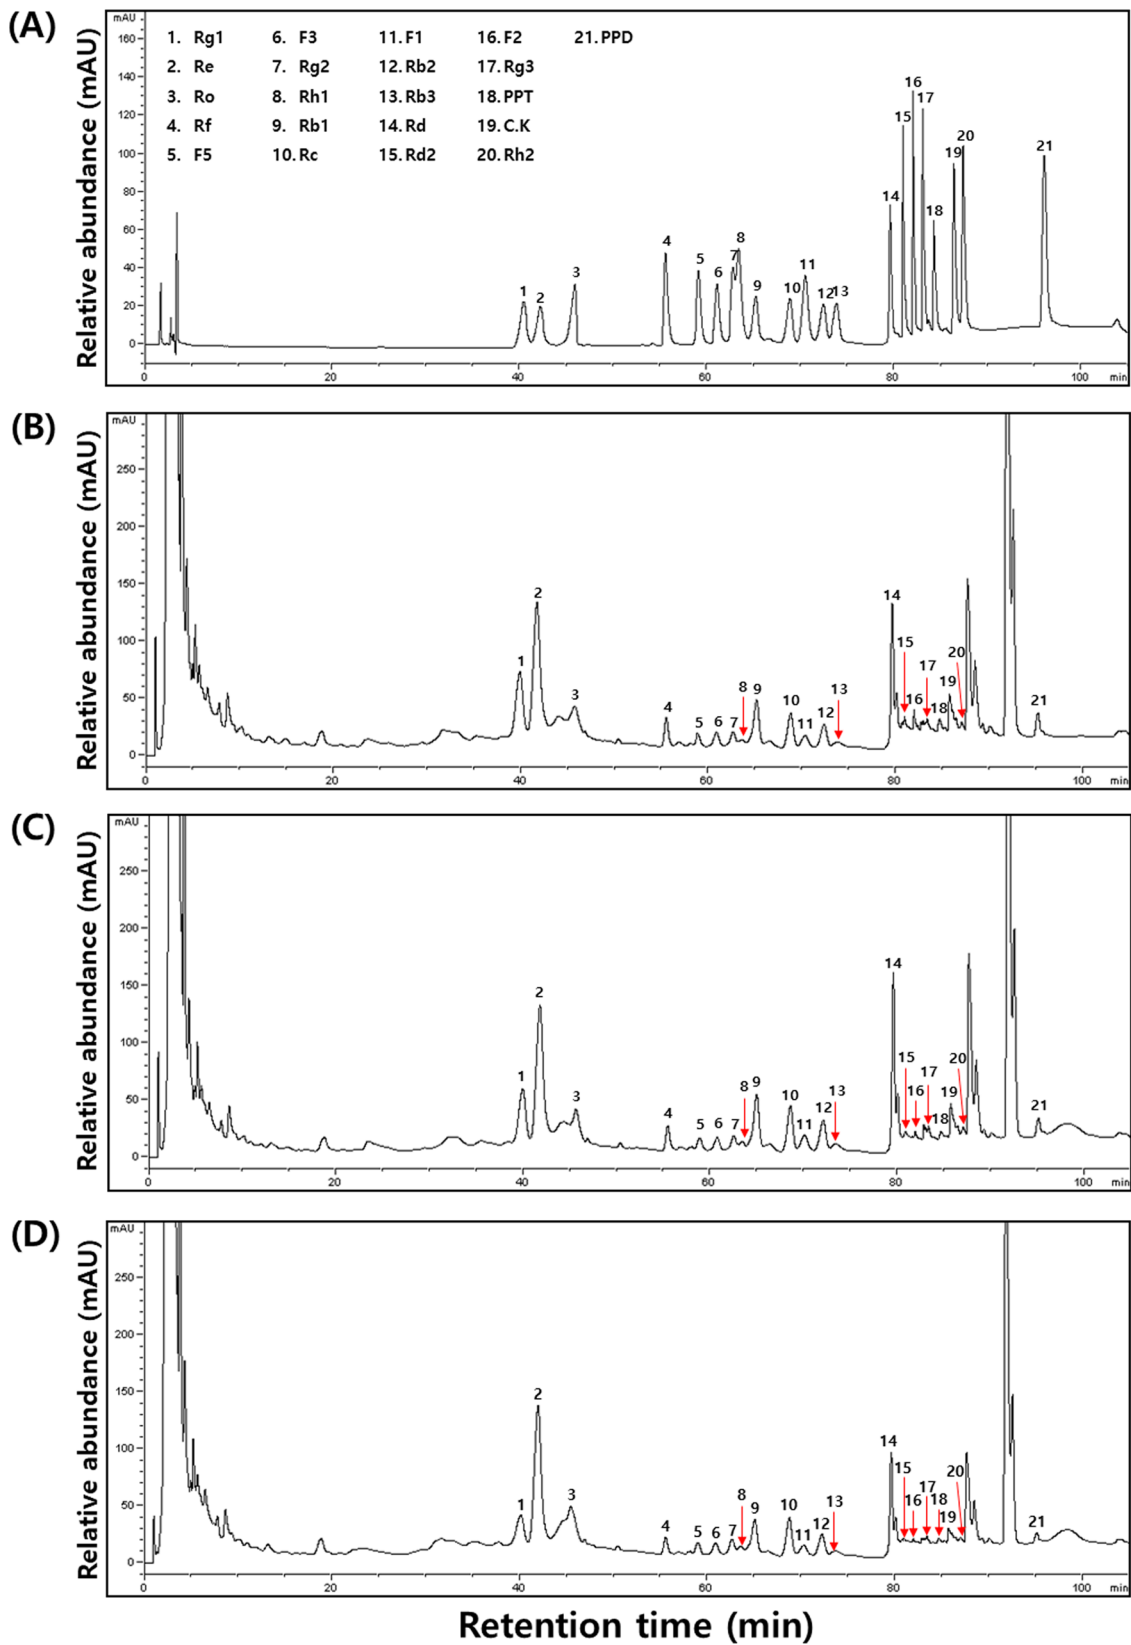 (A)
Relative abundance (mAU)
mAU
160
140
120
100
80
60
40
20
0
1. Rg1 6. F3 11. F1 16. F2 21. PPD
2. Re 7. Rg2 12. Rb2 17. Rg3
3. Ro 8. Rh1 13. Rb3 18. PPT
4. Rf 9. Rb1 14. Rd 19. C.K
5. F5 10. Rc 15. Rd2 20. Rh2
1 2 3 4 5 6 7 8 9 10 11 12 13 14 15 16 17 18 19 20 21
0 20 40 60 80 100 min
(B)
Relative abundance (mAU)
mAU
250
200
150
100
50
0
1 2 3 4 5 6 7 8 9 10 11 12 13 14 15 16 17 18 19 20 21
0 20 40 60 80 100 min
(C)
Relative abundance (mAU)
mAU
250
200
150
100
50
0
1 2 3 4 5 6 7 8 9 10 11 12 13 14 15 16 17 18 19 20 21
0 20 40 60 80 100 min
(D)
Relative abundance (mAU)
mAU
250
200
150
100
50
0
1 2 3 4 5 6 7 8 9 10 11 12 13 14 15 16 17 18 19 20 21
0 20 40 60 80 100 min
Retention time (min)